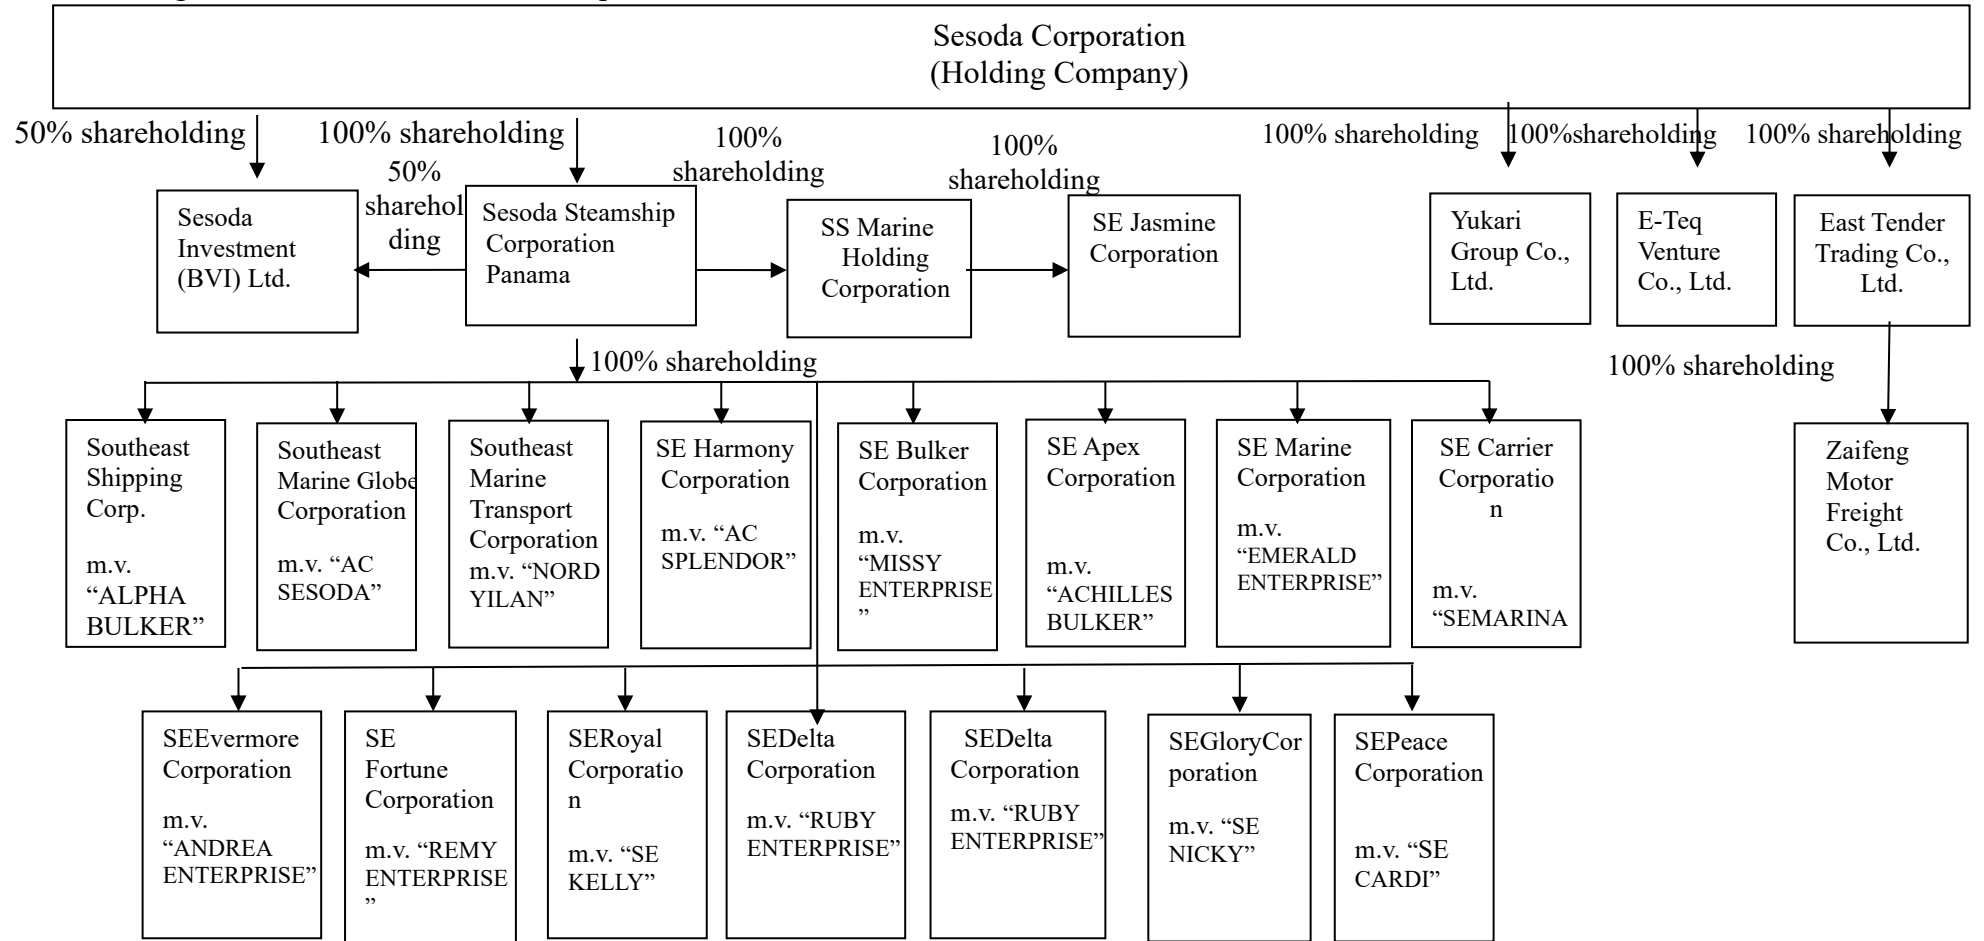 Sesoda Corporation
(Holding Company)
50% shareholding
100% shareholding
100%
shareholding
100%
shareholding
100% shareholding
100%shareholding
100% shareholding
50%
sharehol
ding
Sesoda
Investment
(BVI) Ltd.
Sesoda Steamship
Corporation
Panama
SS Marine
Holding
Corporation
SE Jasmine
Corporation
Yukari
Group Co.,
Ltd.
E-Teq
Venture
Co., Ltd.
East Tender
Trading Co.,
Ltd.
100% shareholding
100% shareholding
Southeast
Shipping
Corp.
m.v.
“ALPHA
BULKER”
Southeast
Marine Globe
Corporation
m.v. “AC
SESODA”
Southeast
Marine
Transport
Corporation
m.v. “NORD
YILAN”
SE Harmony
Corporation
m.v. “AC
SPLENDOR”
SE Bulker
Corporation
m.v.
“MISSY
ENTERPRISE
”
SE Apex
Corporation
m.v.
“ACHILLES
BULKER”
SE Marine
Corporation
m.v.
“EMERALD
ENTERPRISE”
SE Carrier
Corporatio
n
m.v.
“SEMARINA
Zaifeng
Motor
Freight
Co., Ltd.
SEEvermore
Corporation
m.v.
“ANDREA
ENTERPRISE”
SE
Fortune
Corporation
m.v. “REMY
ENTERPRISE
”
SERoyal
Corporatio
n
m.v. “SE
KELLY”
SEDelta
Corporation
m.v. “RUBY
ENTERPRISE”
SEDelta
Corporation
m.v. “RUBY
ENTERPRISE”
SEGloryCor
poration
m.v. “SE
NICKY”
SEPeace
Corporation
m.v. “SE
CARDI”